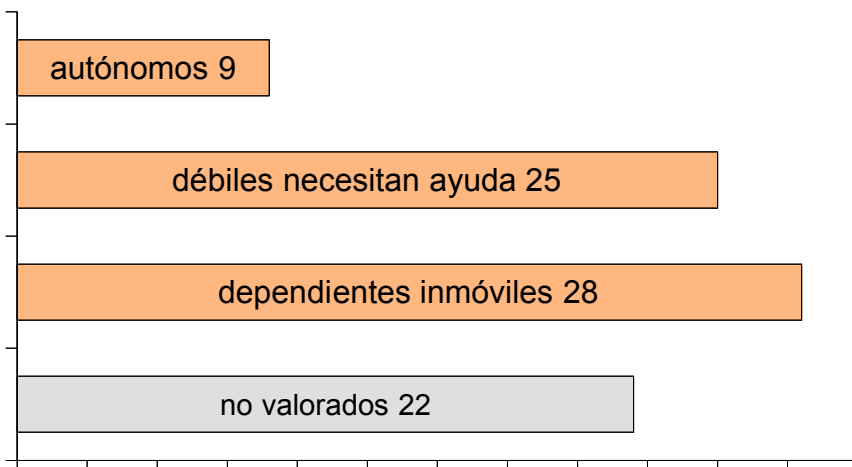 autónomos 9
débiles necesitan ayuda 25
dependientes inmóviles 28
no valorados 22